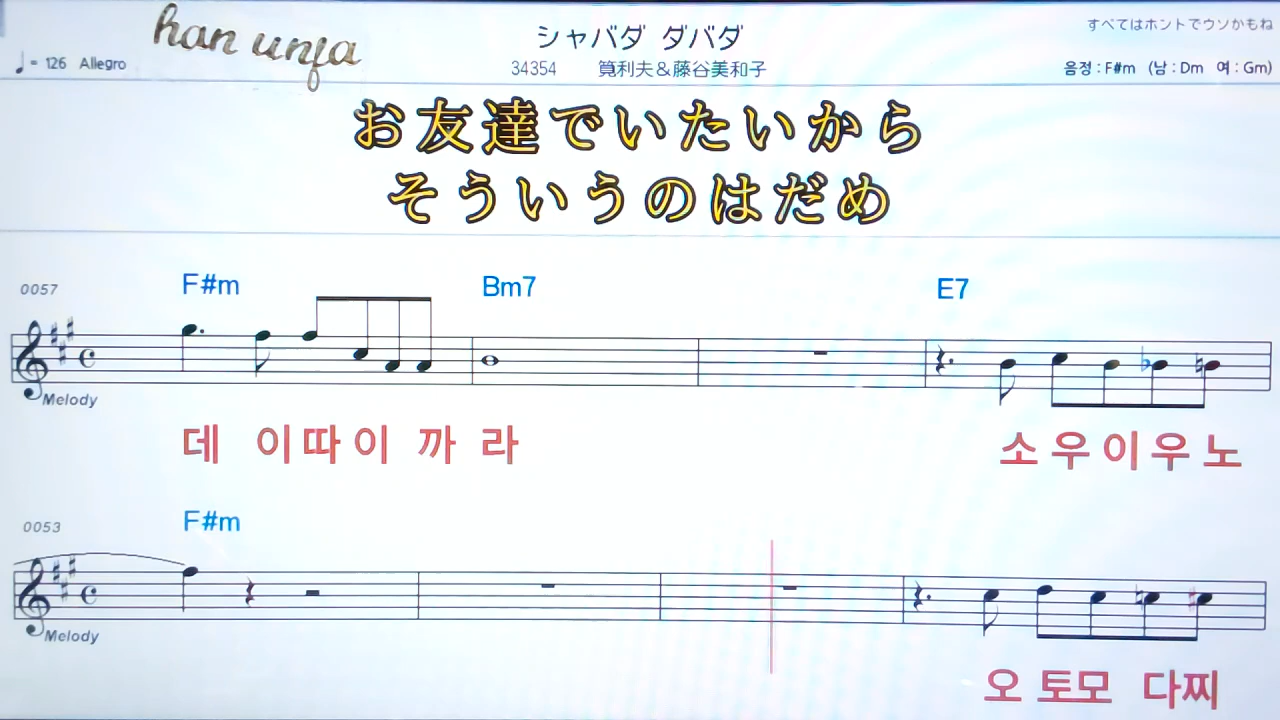 han unja
シャバダ ダバダ
すべてはホントでウソかもね
♩= 126 Allegro
34354 筧利夫&藤谷美和子
음정 : F#m (남 : Dm 여 : Gm)
お友達でいたいから
そういうのはだめ
0057 F#m Bm7 E7
Melody
데 이따이 까 라 소우이우노
0053 F#m
Melody
오 토모 다찌